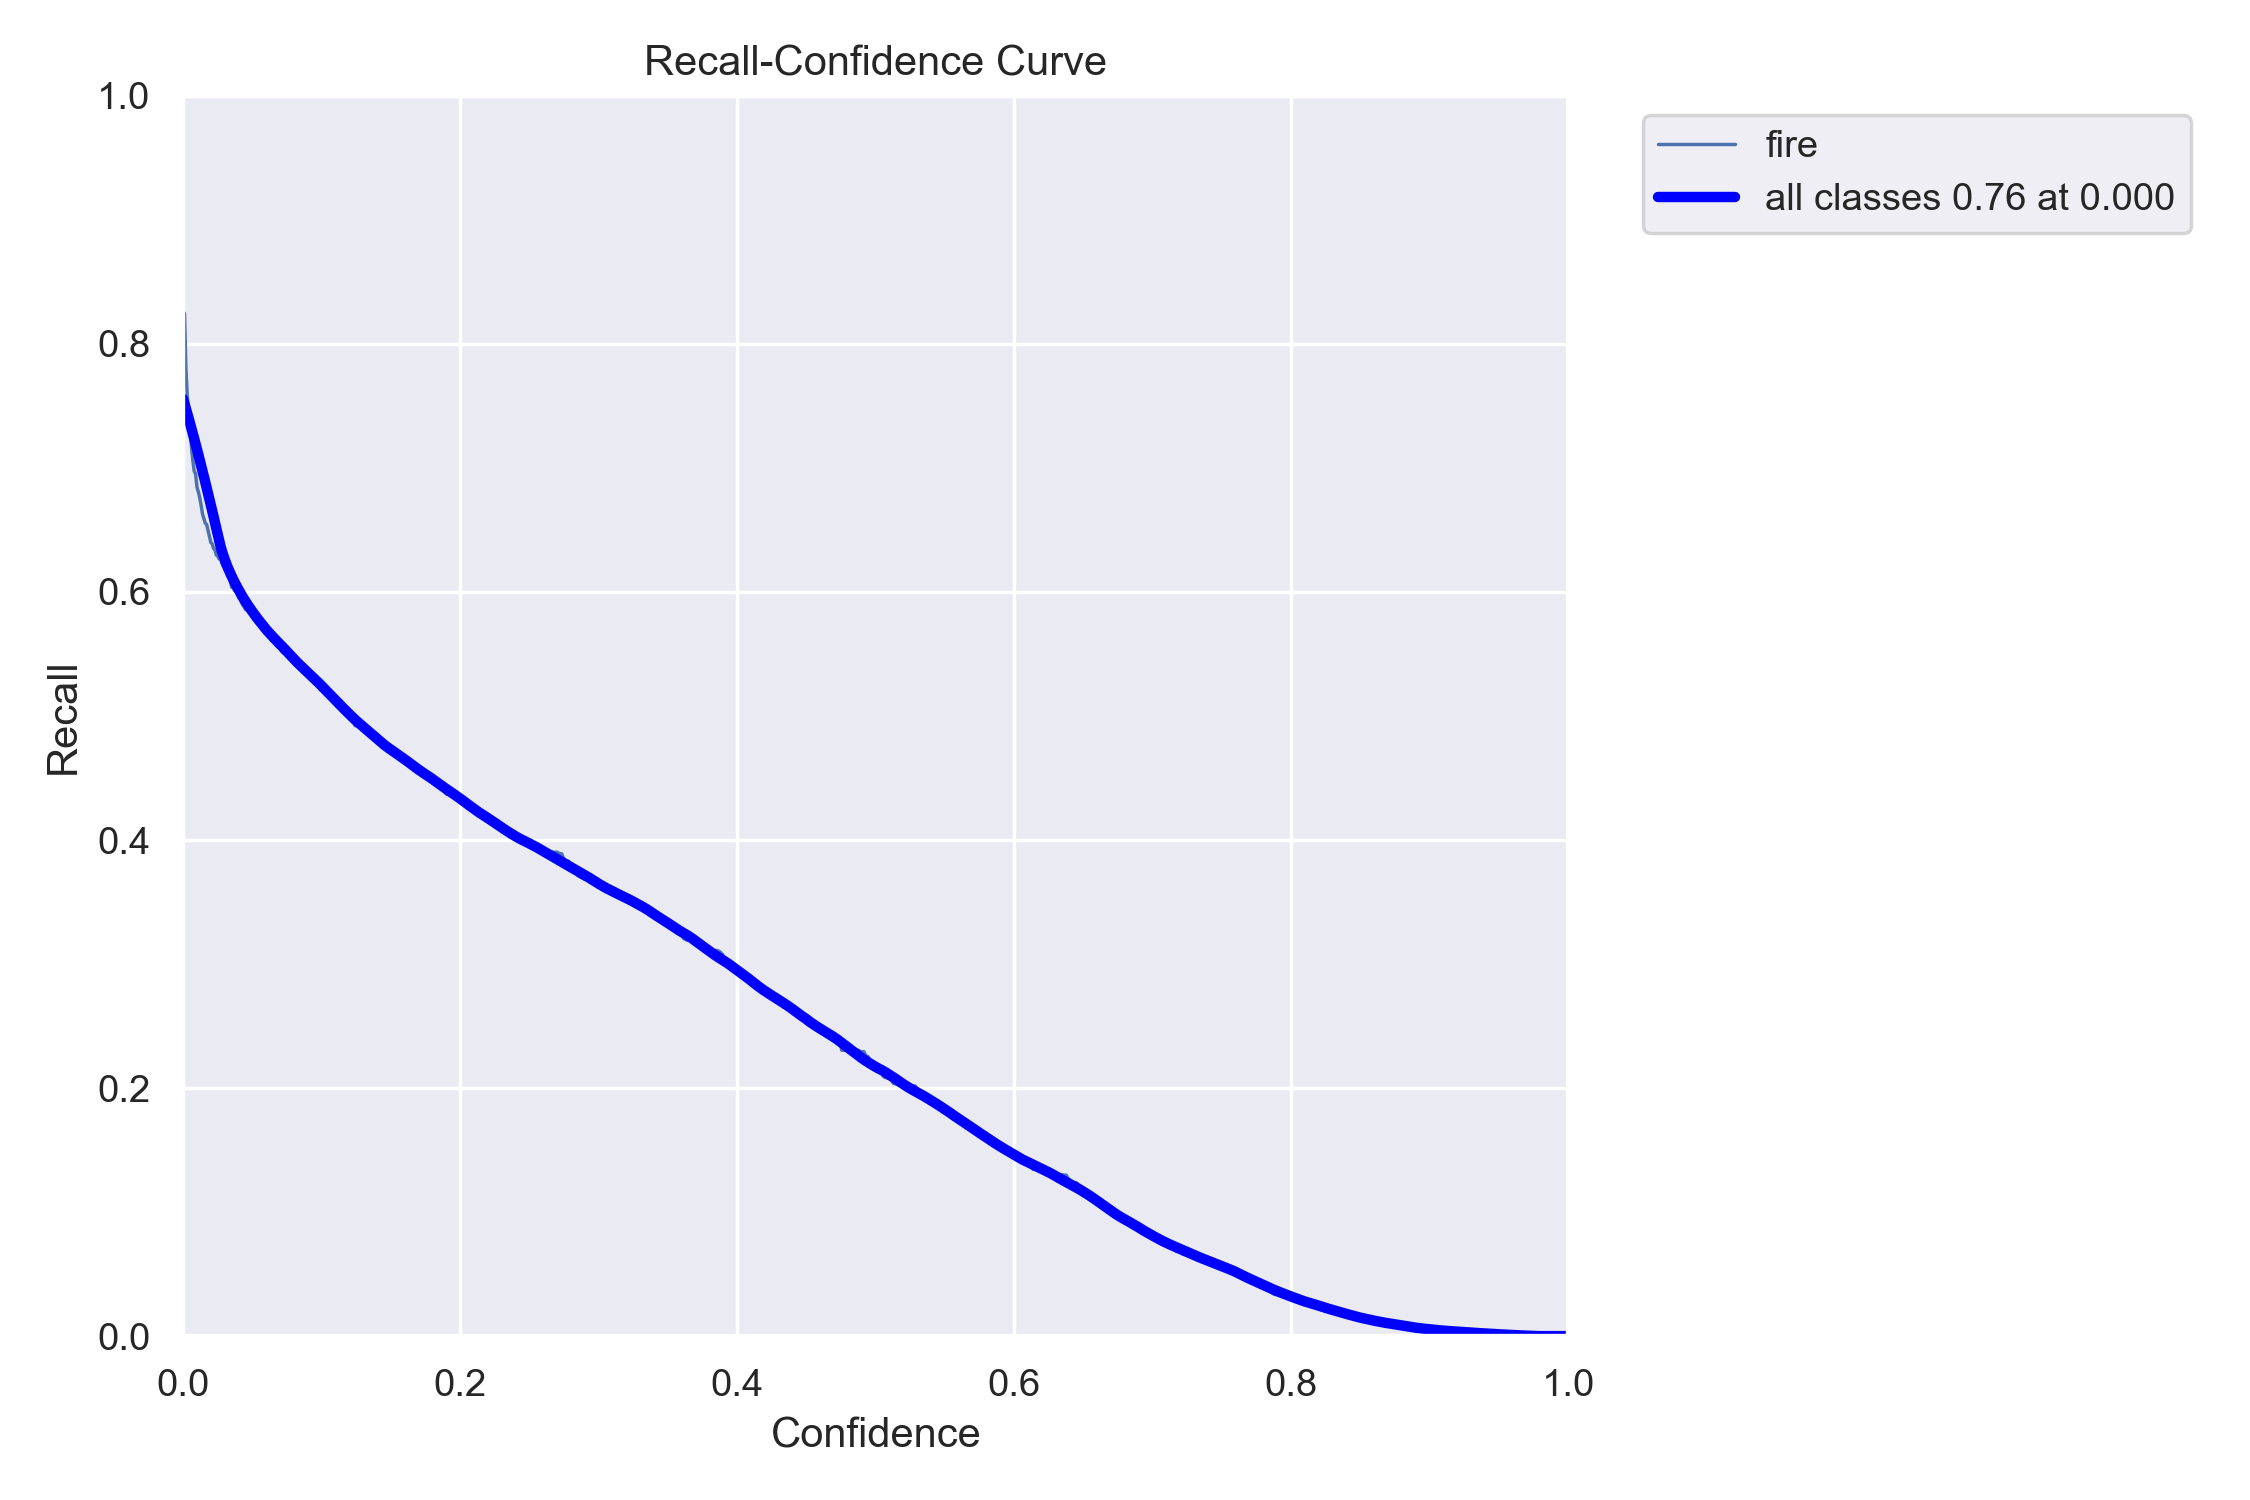 Recall-Confidence Curve
1.0
0.8
0.6
0.4
0.2
0.0
Recall
0.0 0.2 0.4 0.6 0.8 1.0
Confidence
fire
all classes 0.76 at 0.000